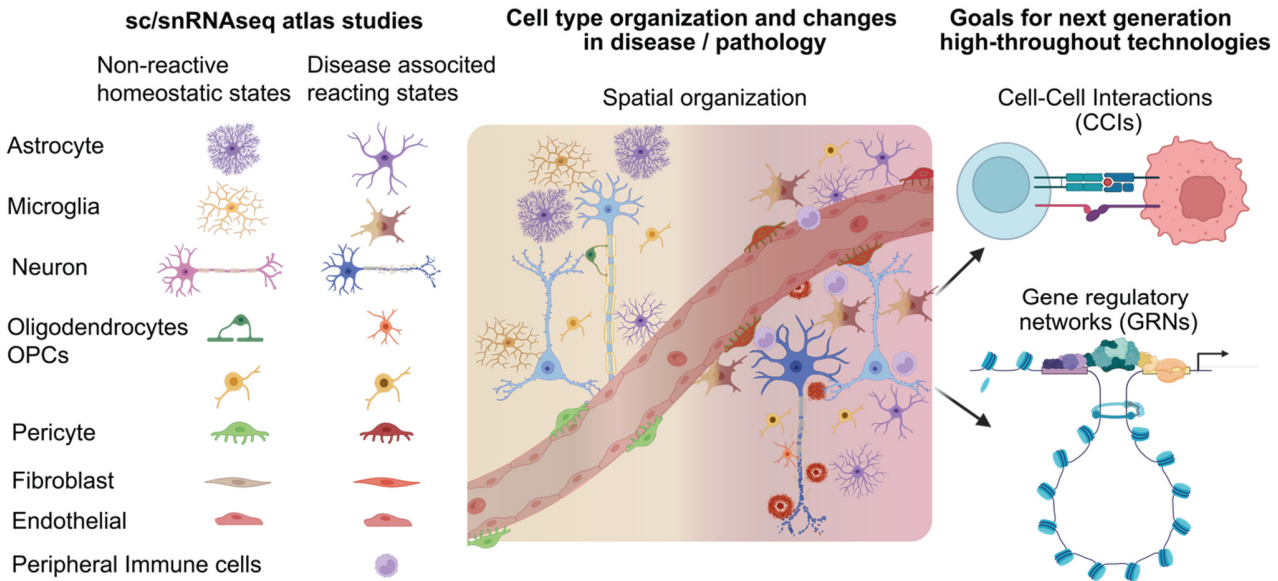 sc/snRNAseq atlas studies
Non-reactive
homeostatic states
Disease associted
reacting states
Astrocyte
Microglia
Neuron
Oligodendrocytes
OPCs
Pericyte
Fibroblast
Endothelial
Peripheral Immune cells
Cell type organization and changes
in disease / pathology
Spatial organization
Goals for next generation
high-throughout technologies
Cell-Cell Interactions
(CCIs)
Gene regulatory
networks (GRNs)